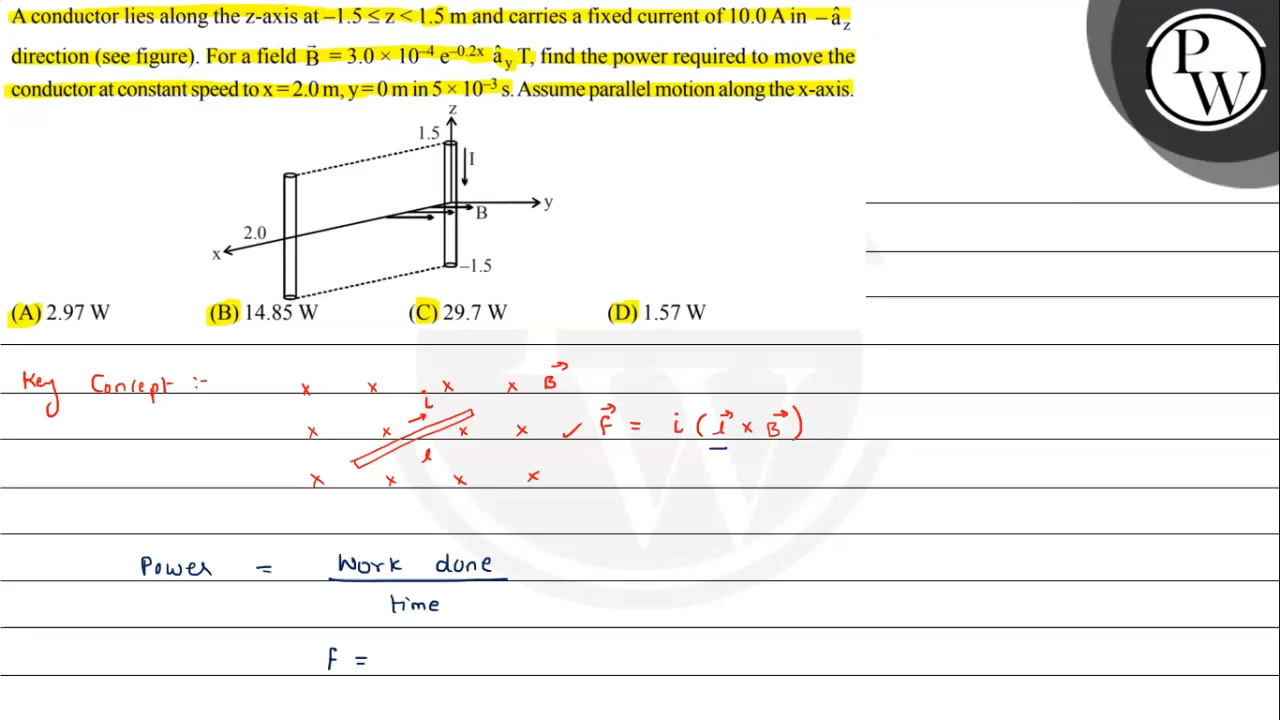 A conductor lies along the z-axis at –1.5 ≤ z < 1.5 m and carries a fixed current of 10.0 A in –â_z
direction (see figure). For a field B⃗ = 3.0 × 10⁻⁴ e^–0.2x â_y T, find the power required to move the
conductor at constant speed to x = 2.0 m, y = 0 m in 5 × 10⁻³ s. Assume parallel motion along the x-axis.
PW
z
1.5
I
y
B
2.0
x
–1.5
(A) 2.97 W (B) 14.85 W (C) 29.7 W (D) 1.57 W
Key Concept :-
x x x x B⃗
i
x x x x ✓ F⃗ = i ( l⃗ × B⃗ )
l
x x x x
Power = Work done
time
F =